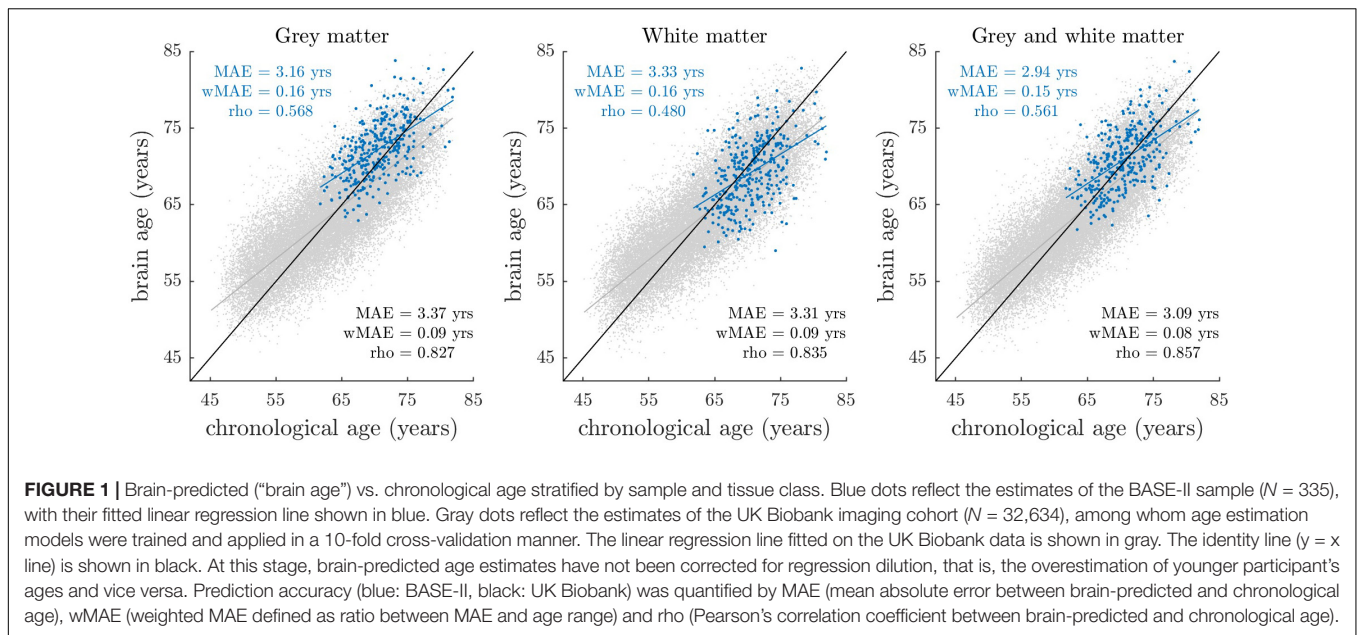 Grey matter
85
75
65
55
45
brain age (years)
MAE = 3.16 yrs
wMAE = 0.16 yrs
rho = 0.568
MAE = 3.37 yrs
wMAE = 0.09 yrs
rho = 0.827
45 55 65 75 85
chronological age (years)
White matter
85
75
65
55
45
brain age (years)
MAE = 3.33 yrs
wMAE = 0.16 yrs
rho = 0.480
MAE = 3.31 yrs
wMAE = 0.09 yrs
rho = 0.835
45 55 65 75 85
chronological age (years)
Grey and white matter
85
75
65
55
45
brain age (years)
MAE = 2.94 yrs
wMAE = 0.15 yrs
rho = 0.561
MAE = 3.09 yrs
wMAE = 0.08 yrs
rho = 0.857
45 55 65 75 85
chronological age (years)
FIGURE 1 | Brain-predicted (“brain age”) vs. chronological age stratified by sample and tissue class. Blue dots reflect the estimates of the BASE-II sample (N = 335),
with their fitted linear regression line shown in blue. Gray dots reflect the estimates of the UK Biobank imaging cohort (N = 32,634), among whom age estimation
models were trained and applied in a 10-fold cross-validation manner. The linear regression line fitted on the UK Biobank data is shown in gray. The identity line (y = x
line) is shown in black. At this stage, brain-predicted age estimates have not been corrected for regression dilution, that is, the overestimation of younger participant’s
ages and vice versa. Prediction accuracy (blue: BASE-II, black: UK Biobank) was quantified by MAE (mean absolute error between brain-predicted and chronological
age), wMAE (weighted MAE defined as ratio between MAE and age range) and rho (Pearson’s correlation coefficient between brain-predicted and chronological age).